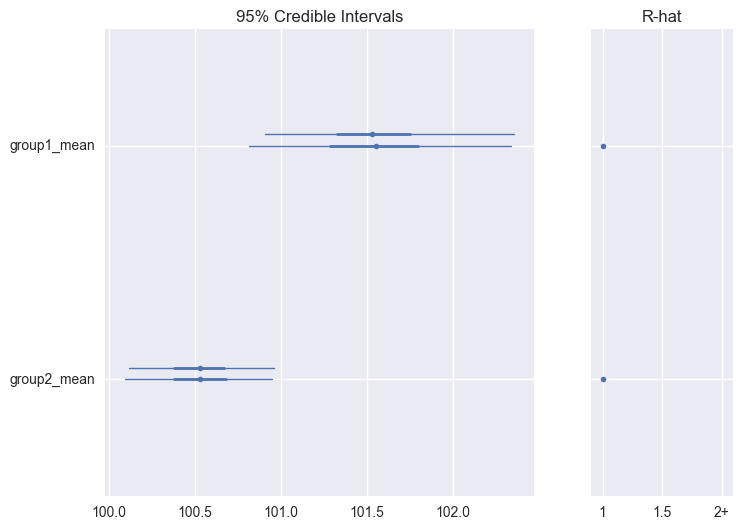 95% Credible Intervals
R-hat
group1_mean
group2_mean
100.0 100.5 101.0 101.5 102.0
1 1.5 2+